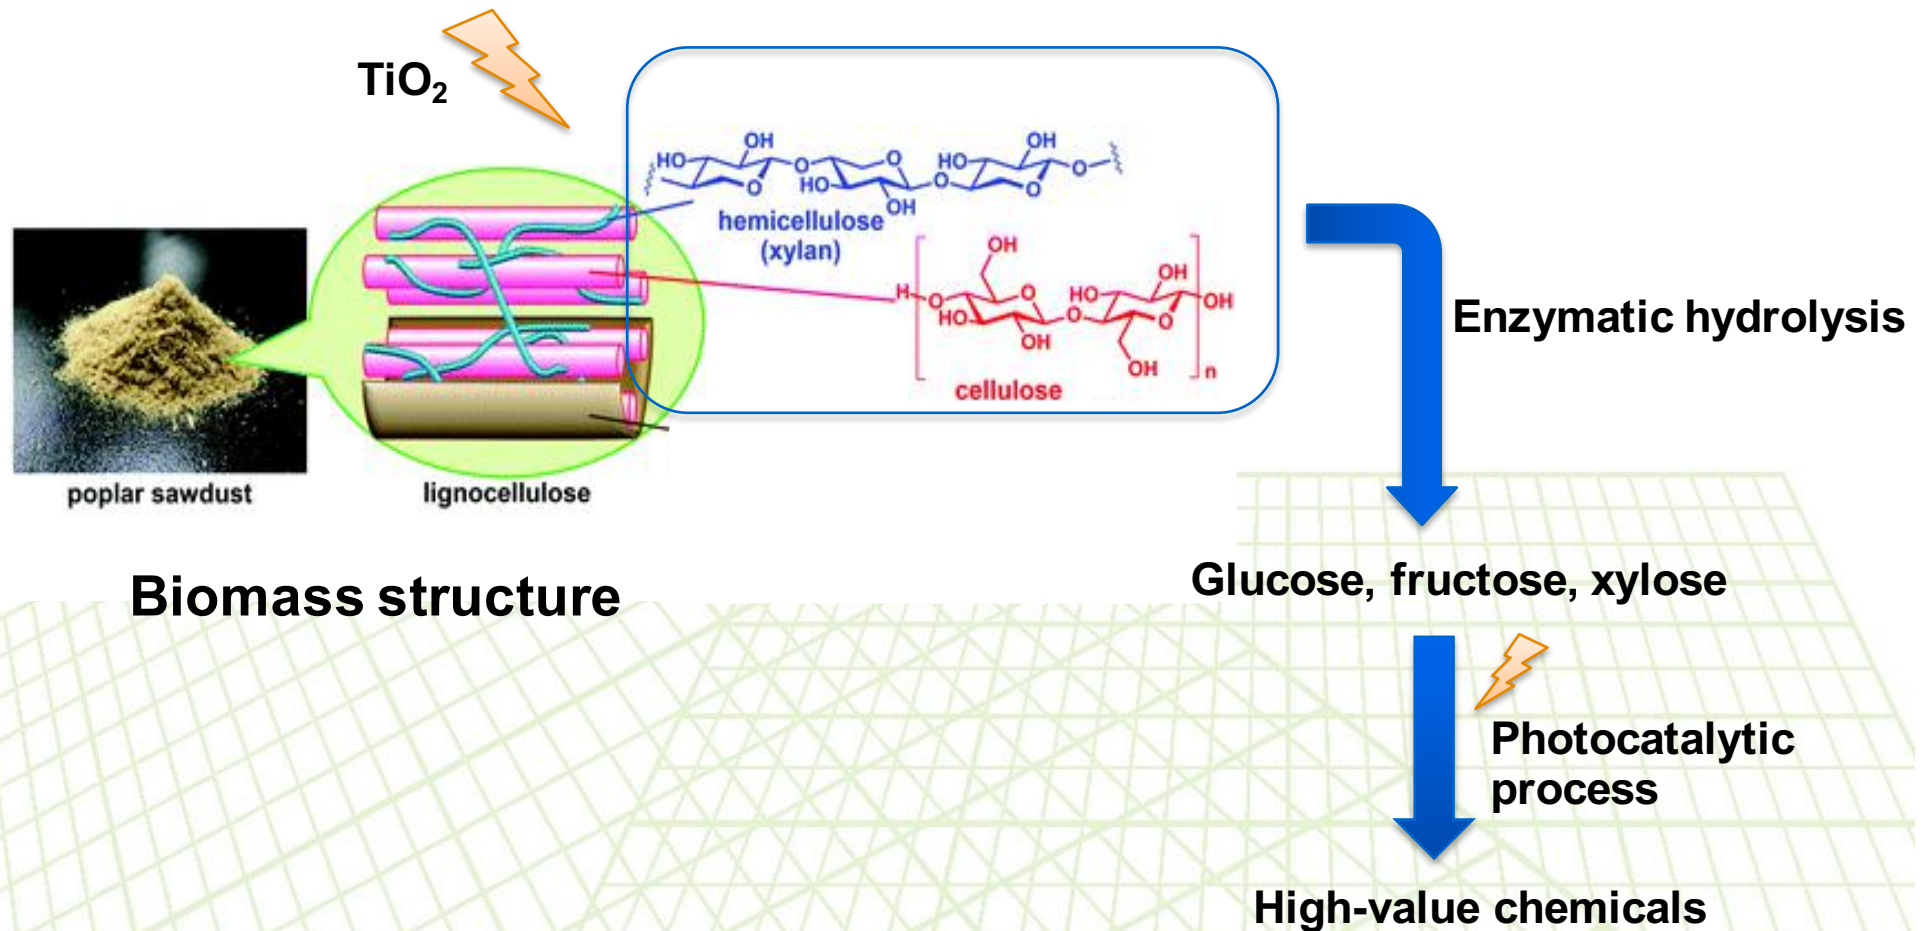 TiO₂
HO
OH
O
O
O
HO
OH
HO
OH
O
O
O
hemicellulose
(xylan)
OH
H
O
HO
O
OH
HO
O
OH
O
OH
OH
n
cellulose
poplar sawdust
lignocellulose
Biomass structure
Enzymatic hydrolysis
Glucose, fructose, xylose
Photocatalytic
process
High-value chemicals